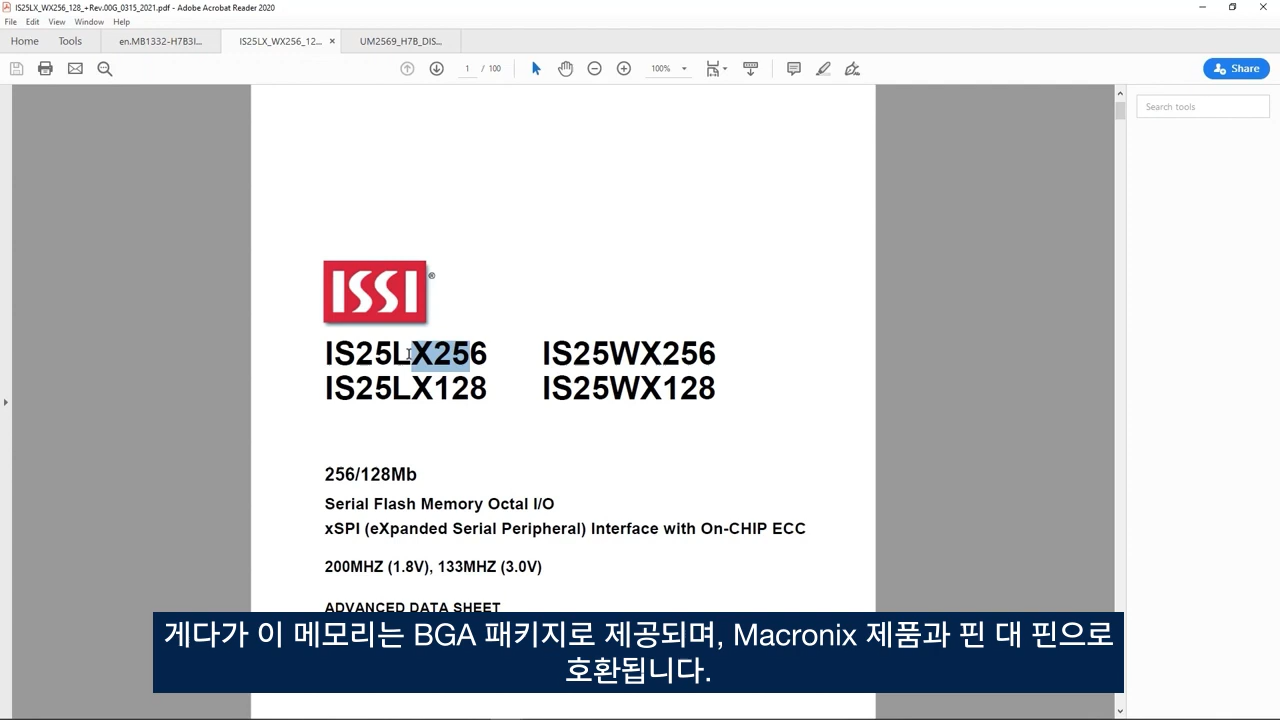 IS25LX_WX256_128_+Rev.00G_0315_2021.pdf - Adobe Acrobat Reader 2020
File Edit View Window Help
Home Tools en.MB1332-H7B3I... IS25LX_WX256_12... × UM2569_H7B_DIS...
1 / 100 100% Share
Search tools
ISSI®
IS25LX256 IS25WX256
IS25LX128 IS25WX128
256/128Mb
Serial Flash Memory Octal I/O
xSPI (eXpanded Serial Peripheral) Interface with On-CHIP ECC
200MHZ (1.8V), 133MHZ (3.0V)
ADVANCED DATA SHEET
게다가 이 메모리는 BGA 패키지로 제공되며, Macronix 제품과 핀 대 핀으로
호환됩니다.